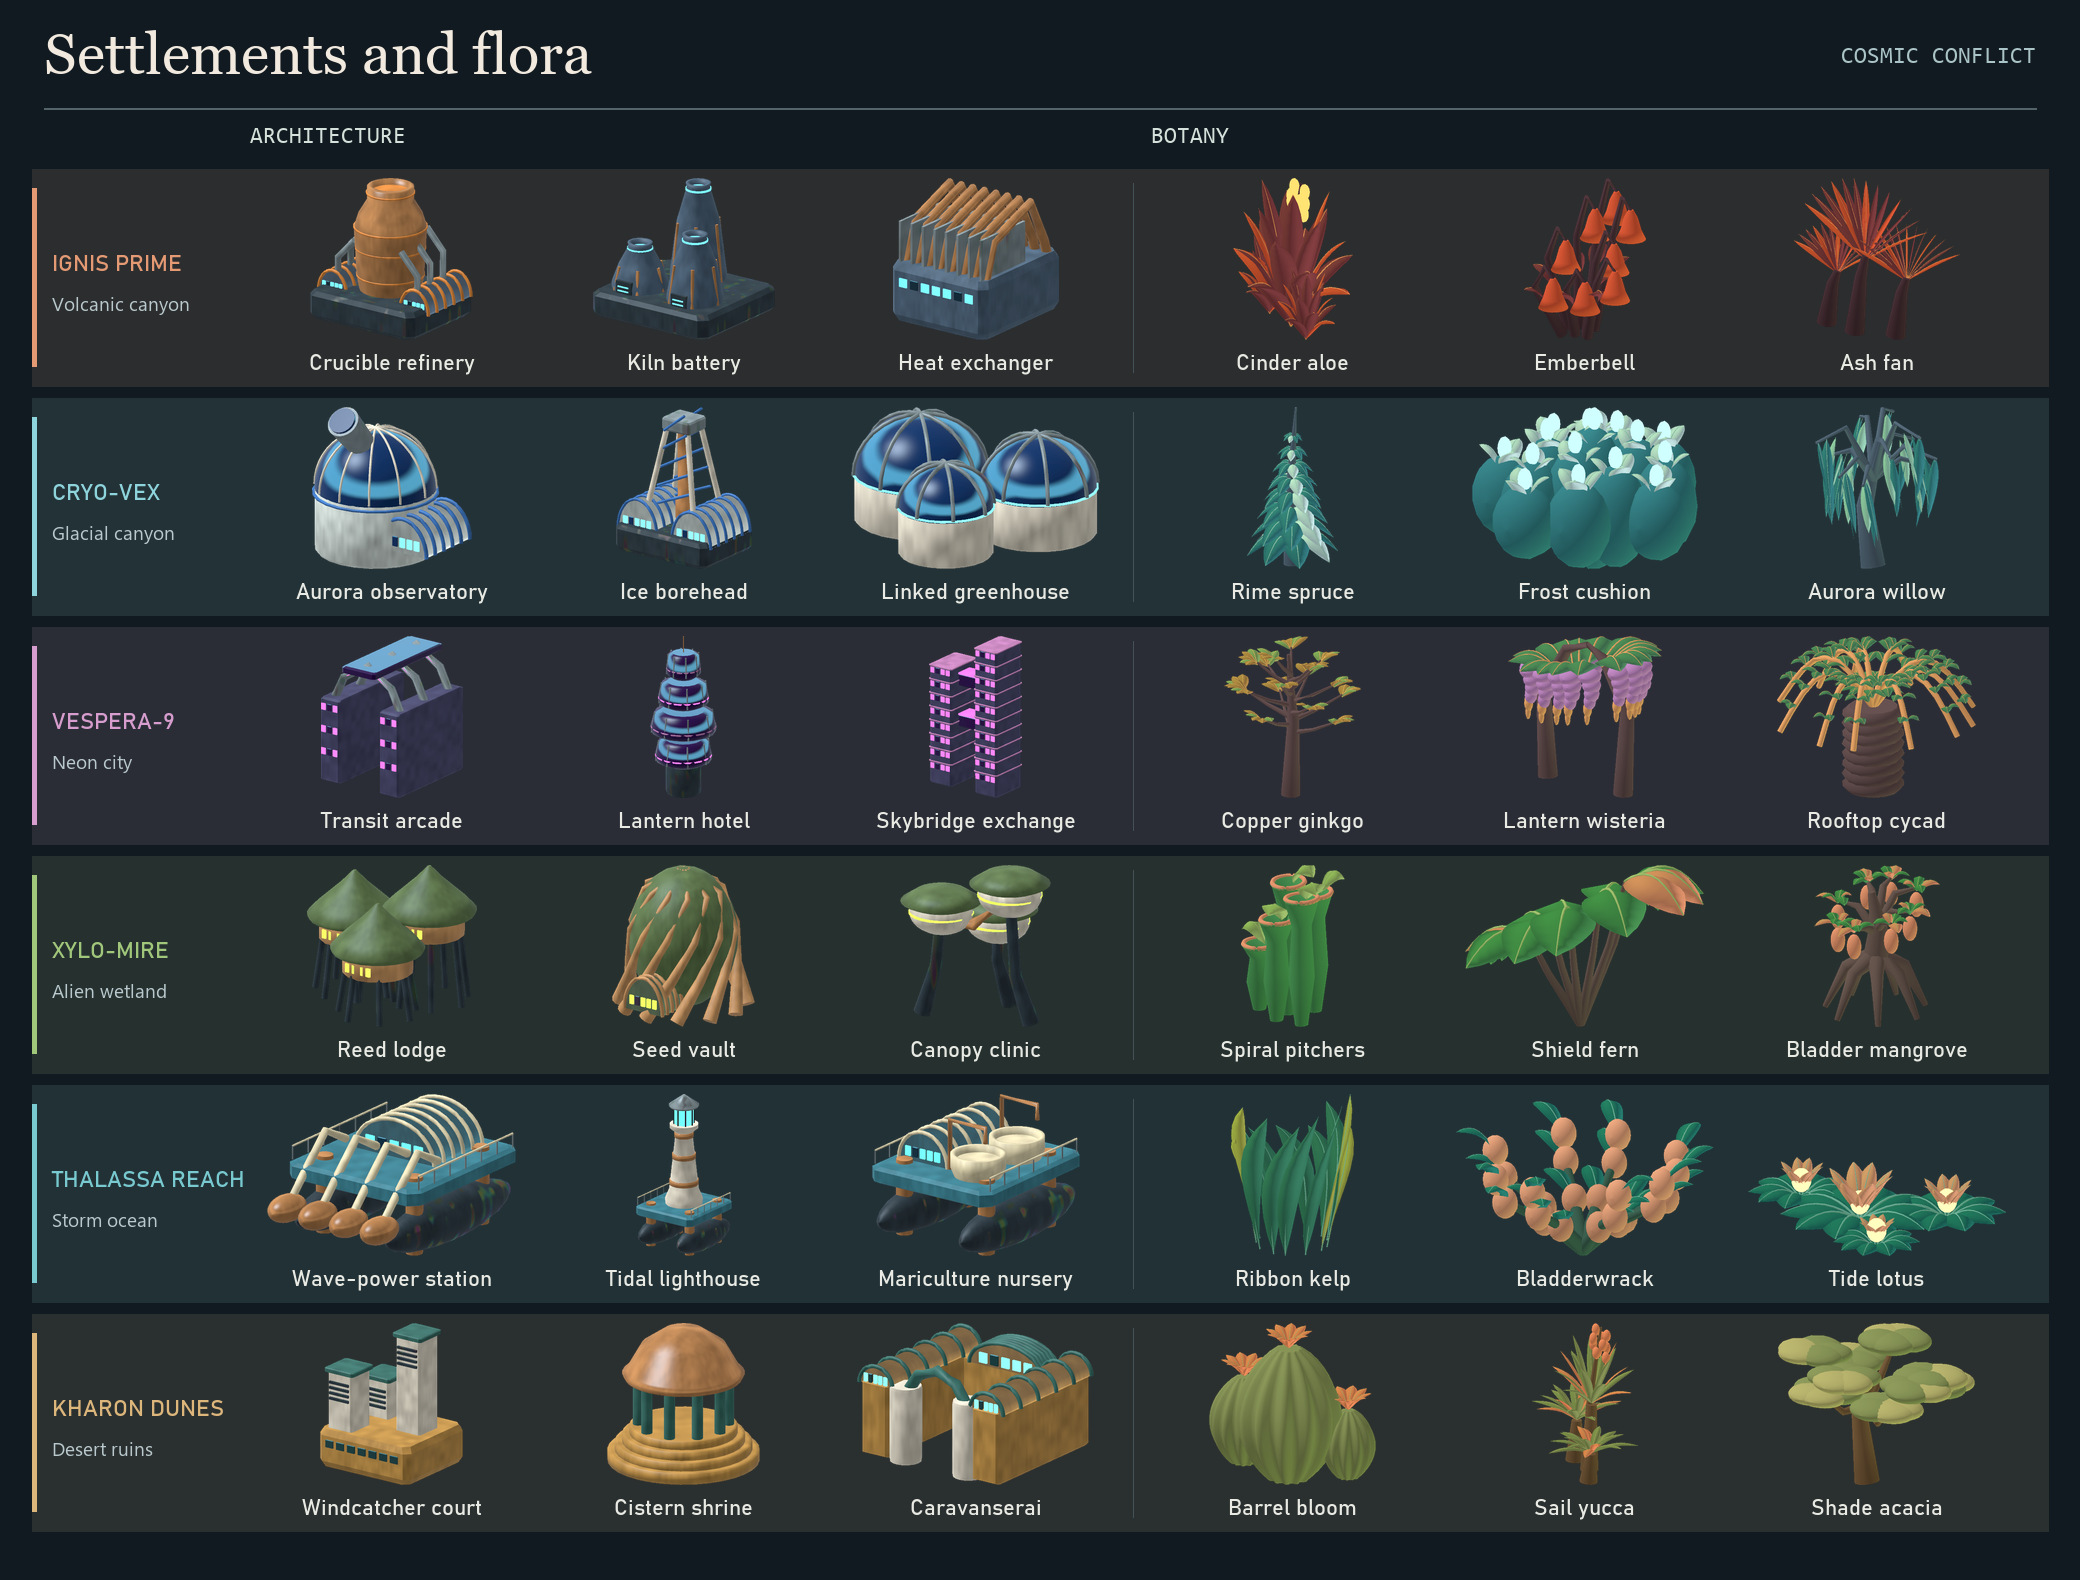 Settlements and flora
COSMIC CONFLICT
ARCHITECTURE
BOTANY
IGNIS PRIME
Volcanic canyon
Crucible refinery
Kiln battery
Heat exchanger
Cinder aloe
Emberbell
Ash fan
CRYO-VEX
Glacial canyon
Aurora observatory
Ice borehead
Linked greenhouse
Rime spruce
Frost cushion
Aurora willow
VESPERA-9
Neon city
Transit arcade
Lantern hotel
Skybridge exchange
Copper ginkgo
Lantern wisteria
Rooftop cycad
XYLO-MIRE
Alien wetland
Reed lodge
Seed vault
Canopy clinic
Spiral pitchers
Shield fern
Bladder mangrove
THALASSA REACH
Storm ocean
Wave-power station
Tidal lighthouse
Mariculture nursery
Ribbon kelp
Bladderwrack
Tide lotus
KHARON DUNES
Desert ruins
Windcatcher court
Cistern shrine
Caravanserai
Barrel bloom
Sail yucca
Shade acacia